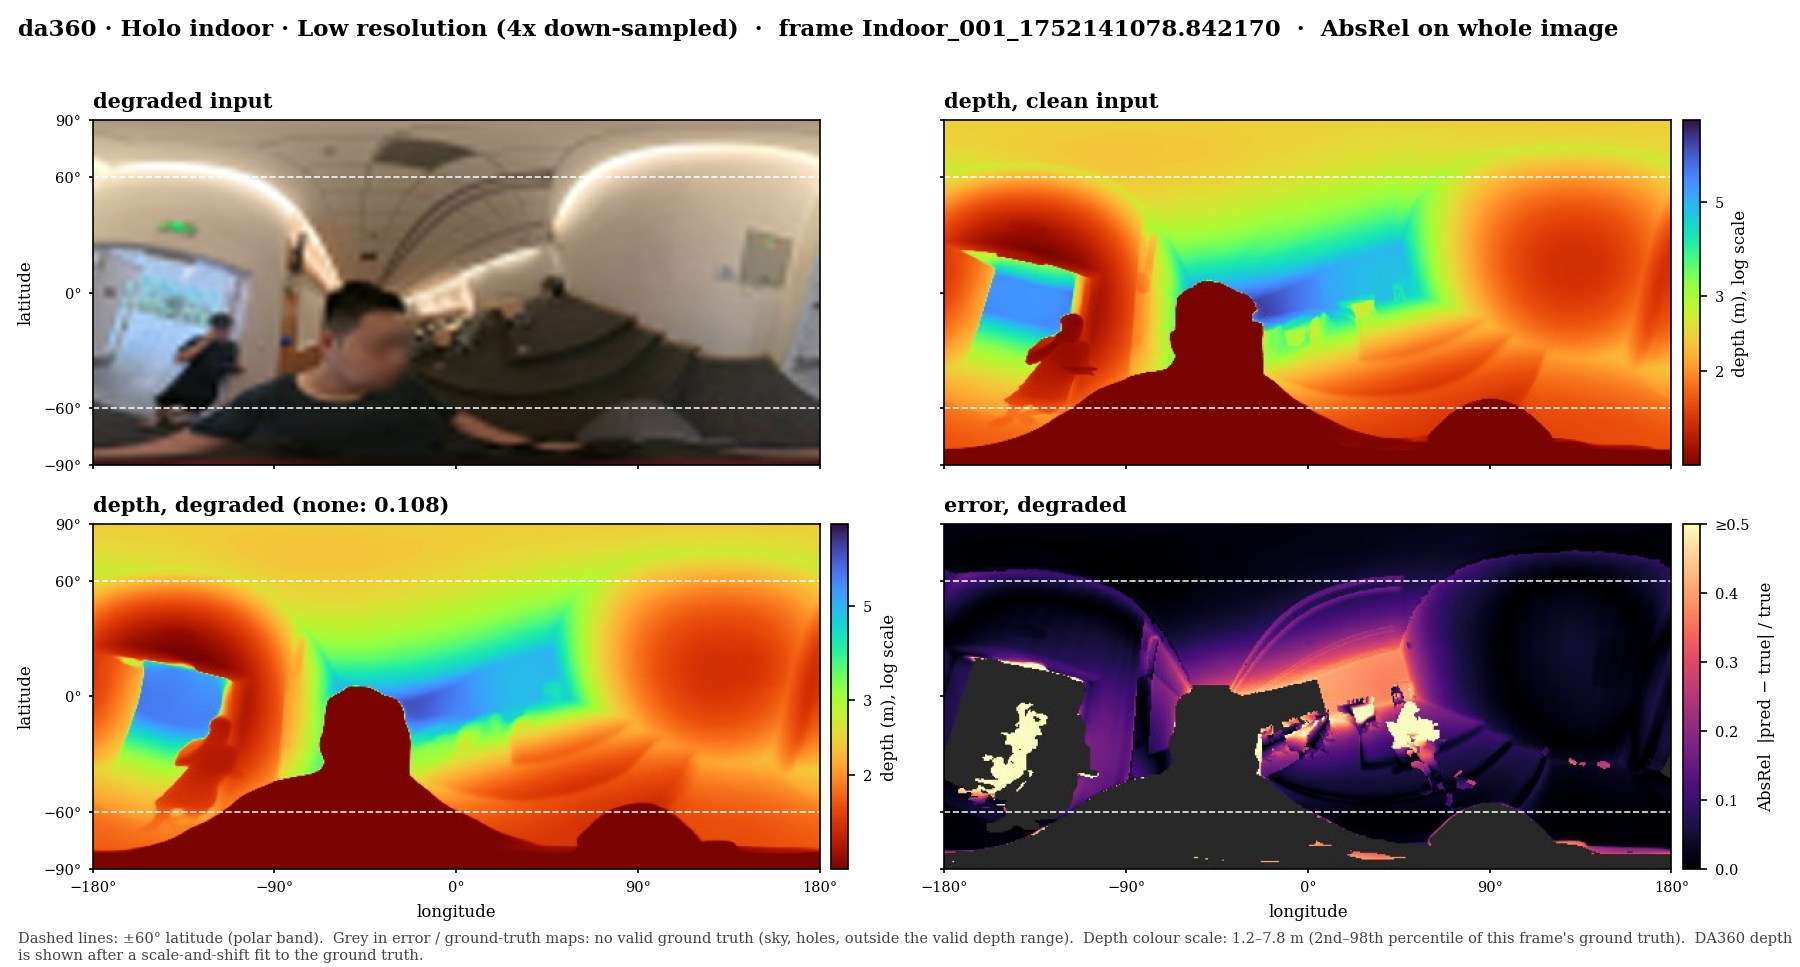 da360 · Holo indoor · Low resolution (4x down-sampled)  ·  frame Indoor_001_1752141078.842170  ·  AbsRel on whole image
degraded input
depth, clean input
90°
60°
0°
−60°
−90°
latitude
5
3
2
depth (m), log scale
depth, degraded (none: 0.108)
error, degraded
90°
60°
0°
−60°
−90°
latitude
−180°
−90°
0°
90°
180°
longitude
5
3
2
depth (m), log scale
−180°
−90°
0°
90°
180°
longitude
≥0.5
0.4
0.3
0.2
0.1
0.0
AbsRel |pred − true| / true
Dashed lines: ±60° latitude (polar band).  Grey in error / ground-truth maps: no valid ground truth (sky, holes, outside the valid depth range).  Depth colour scale: 1.2–7.8 m (2nd–98th percentile of this frame's ground truth).  DA360 depth
is shown after a scale-and-shift fit to the ground truth.